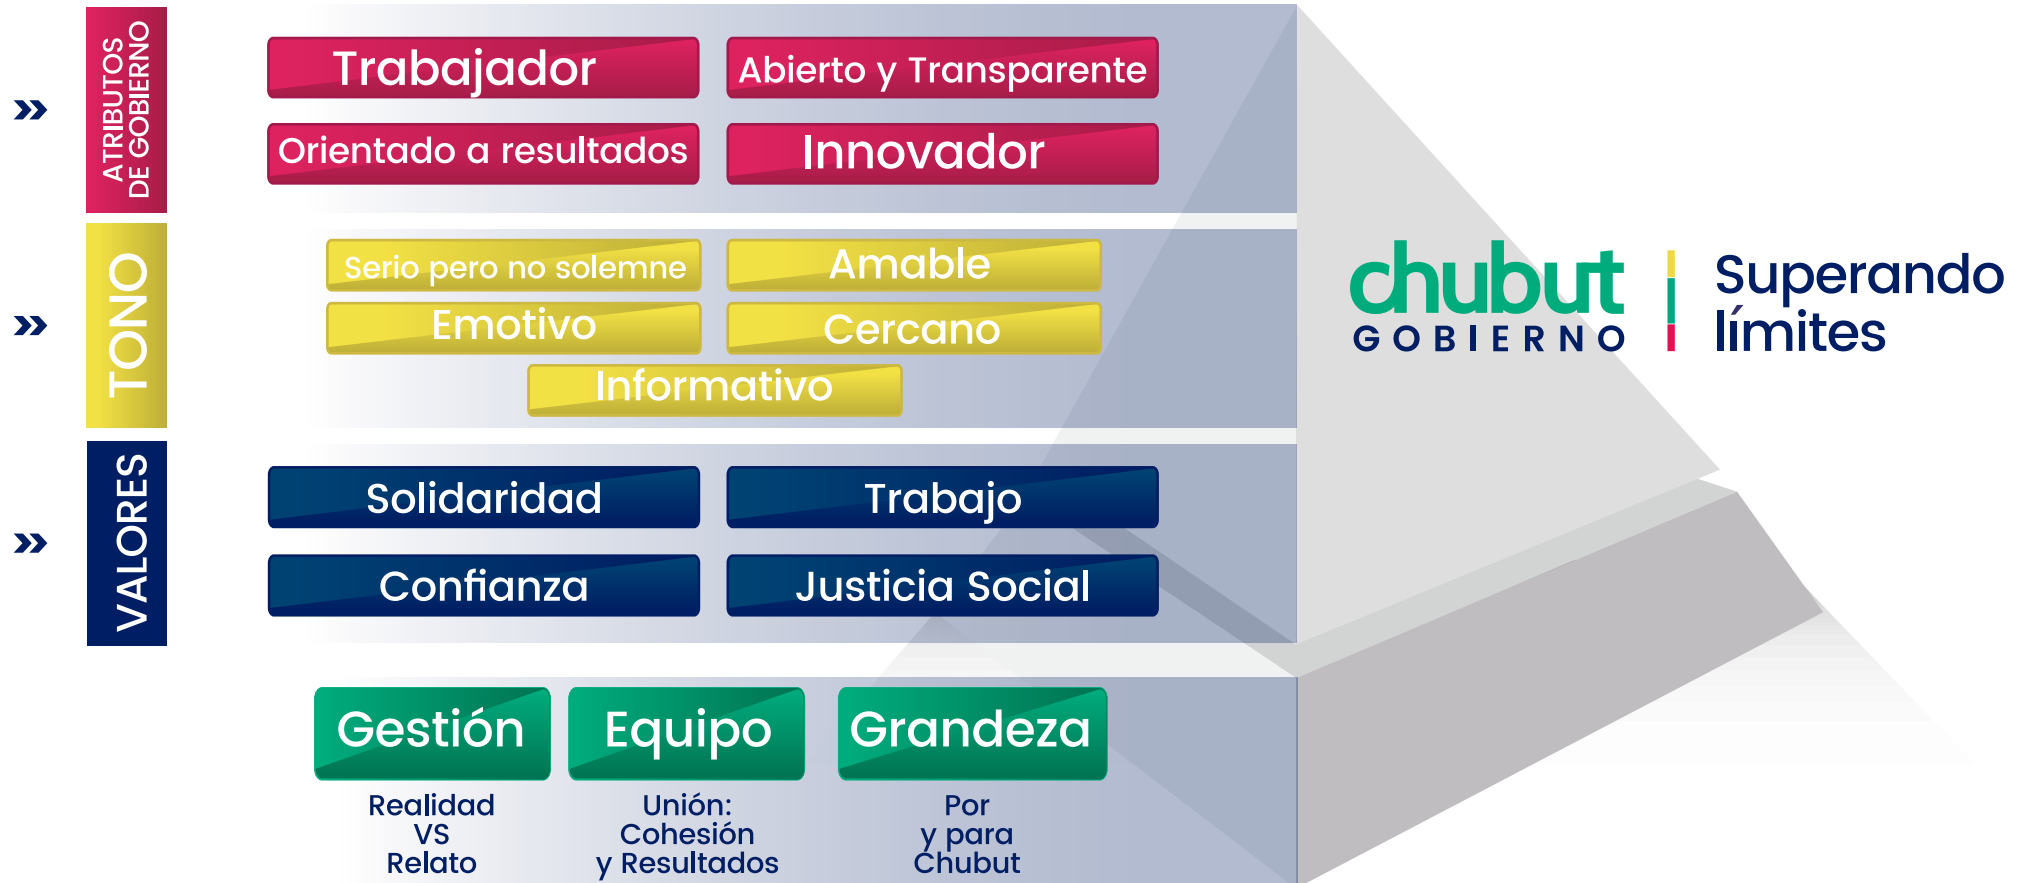 ATRIBUTOS
DE GOBIERNO
Trabajador
Abierto y Transparente
Orientado a resultados
Innovador
TONO
Serio pero no solemne
Amable
Emotivo
Cercano
Informativo
VALORES
Solidaridad
Trabajo
Confianza
Justicia Social
Gestión
Realidad
VS
Relato
Equipo
Unión:
Cohesión
y Resultados
Grandeza
Por
y para
Chubut
chubut
GOBIERNO
Superando
límites